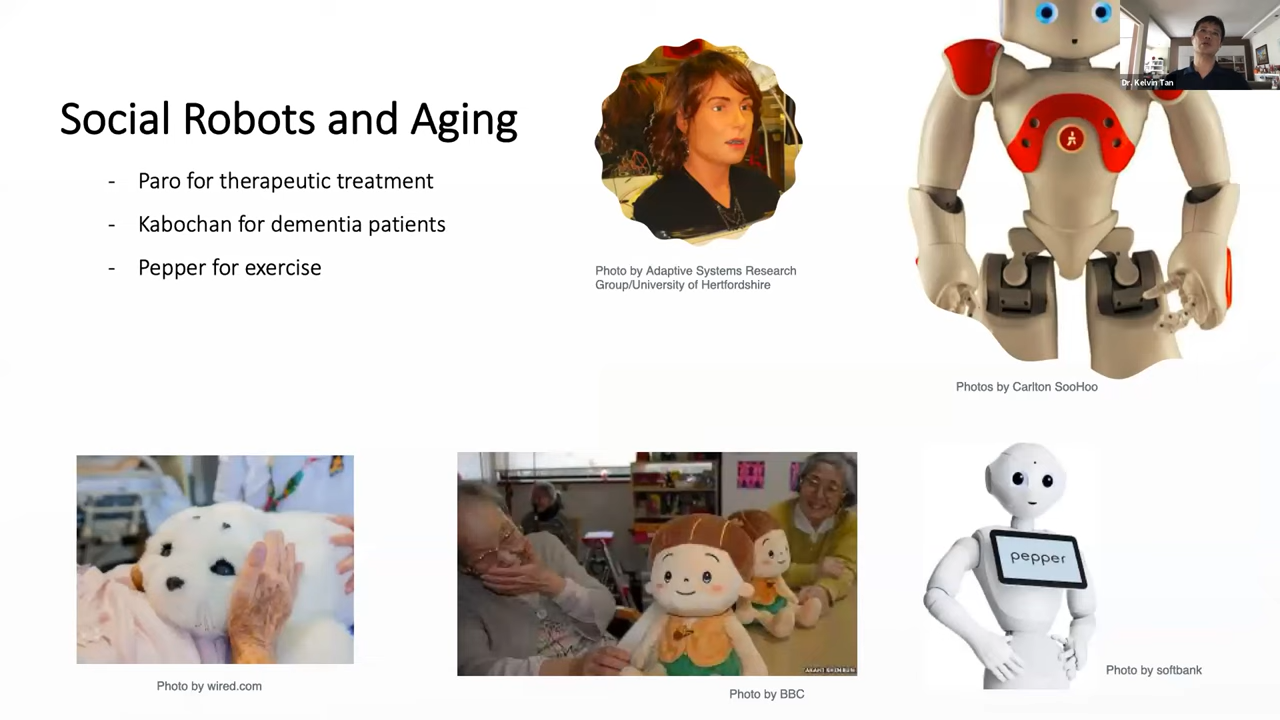 Dr. Kelvin Tan
Social Robots and Aging
- Paro for therapeutic treatment
- Kabochan for dementia patients
- Pepper for exercise
Photo by Adaptive Systems Research
Group/University of Hertfordshire
Photos by Carlton SooHoo
pepper
ASAHI SHIMBUN
Photo by wired.com
Photo by BBC
Photo by softbank